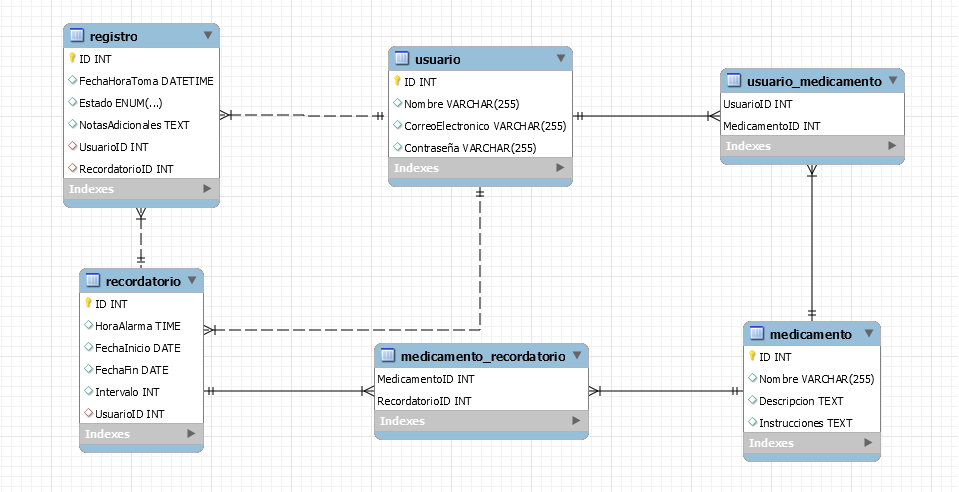 registro
ID INT
FechaHoraToma DATETIME
Estado ENUM(...)
NotasAdicionales TEXT
UsuarioID INT
RecordatorioID INT
Indexes
usuario
ID INT
Nombre VARCHAR(255)
CorreoElectronico VARCHAR(255)
Contraseña VARCHAR(255)
Indexes
usuario_medicamento
UsuarioID INT
MedicamentoID INT
Indexes
recordatorio
ID INT
HoraAlarma TIME
FechaInicio DATE
FechaFin DATE
Intervalo INT
UsuarioID INT
Indexes
medicamento_recordatorio
MedicamentoID INT
RecordatorioID INT
Indexes
medicamento
ID INT
Nombre VARCHAR(255)
Descripcion TEXT
Instrucciones TEXT
Indexes